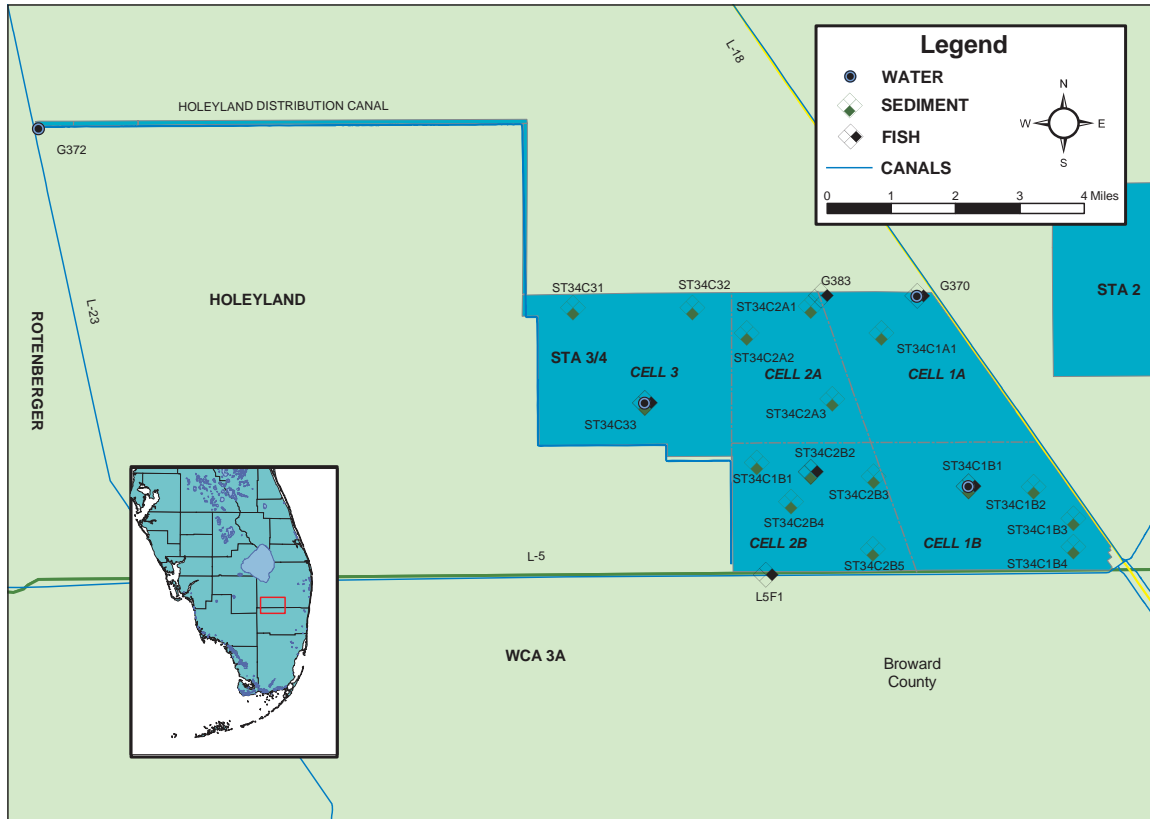 Legend
WATER
SEDIMENT
FISH
CANALS
N
W
E
S
0
1
2
3
4 Miles
L-18
HOLEYLAND DISTRIBUTION CANAL
G372
L-23
HOLEYLAND
ROTENBERGER
STA 2
ST34C31
ST34C32
G383
G370
ST34C2A1
ST34C2A2
ST34C1A1
STA 3/4
CELL 3
CELL 2A
CELL 1A
ST34C2A3
ST34C33
ST34C2B2
ST34C1B1
ST34C1B1
ST34C2B3
ST34C1B2
ST34C2B4
ST34C1B3
CELL 2B
CELL 1B
ST34C2B5
ST34C1B4
L-5
L5F1
WCA 3A
Broward
County